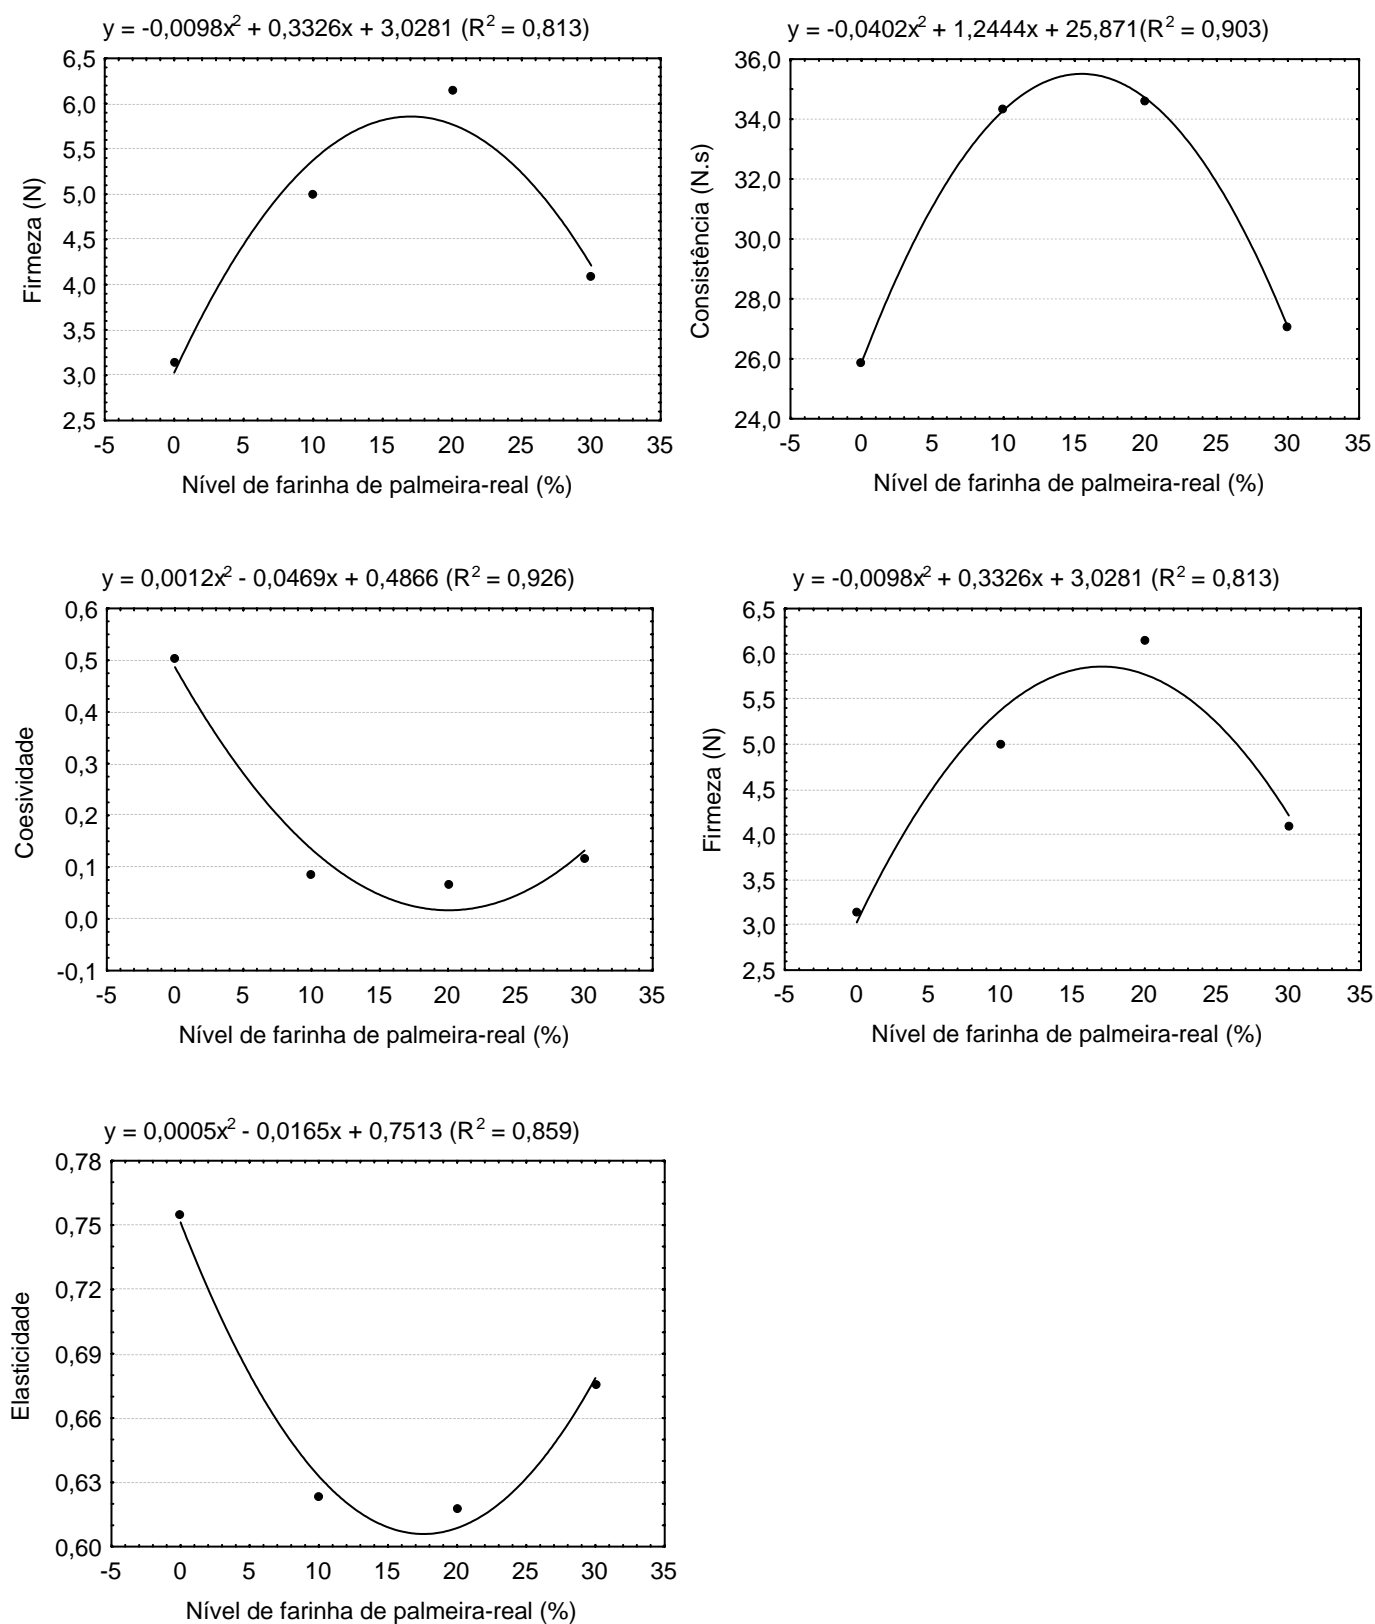 y = -0,0098x² + 0,3326x + 3,0281 (R² = 0,813)
6,5
6,0
5,5
5,0
4,5
4,0
3,5
3,0
2,5
Firmeza (N)
-5 0 5 10 15 20 25 30 35
Nível de farinha de palmeira-real (%)
y = -0,0402x² + 1,2444x + 25,871(R² = 0,903)
36,0
34,0
32,0
30,0
28,0
26,0
24,0
Consistência (N.s)
-5 0 5 10 15 20 25 30 35
Nível de farinha de palmeira-real (%)
y = 0,0012x² - 0,0469x + 0,4866 (R² = 0,926)
0,6
0,5
0,4
0,3
0,2
0,1
0,0
-0,1
Coesividade
-5 0 5 10 15 20 25 30 35
Nível de farinha de palmeira-real (%)
y = -0,0098x² + 0,3326x + 3,0281 (R² = 0,813)
6,5
6,0
5,5
5,0
4,5
4,0
3,5
3,0
2,5
Firmeza (N)
-5 0 5 10 15 20 25 30 35
Nível de farinha de palmeira-real (%)
y = 0,0005x² - 0,0165x + 0,7513 (R² = 0,859)
0,78
0,75
0,72
0,69
0,66
0,63
0,60
Elasticidade
-5 0 5 10 15 20 25 30 35
Nível de farinha de palmeira-real (%)